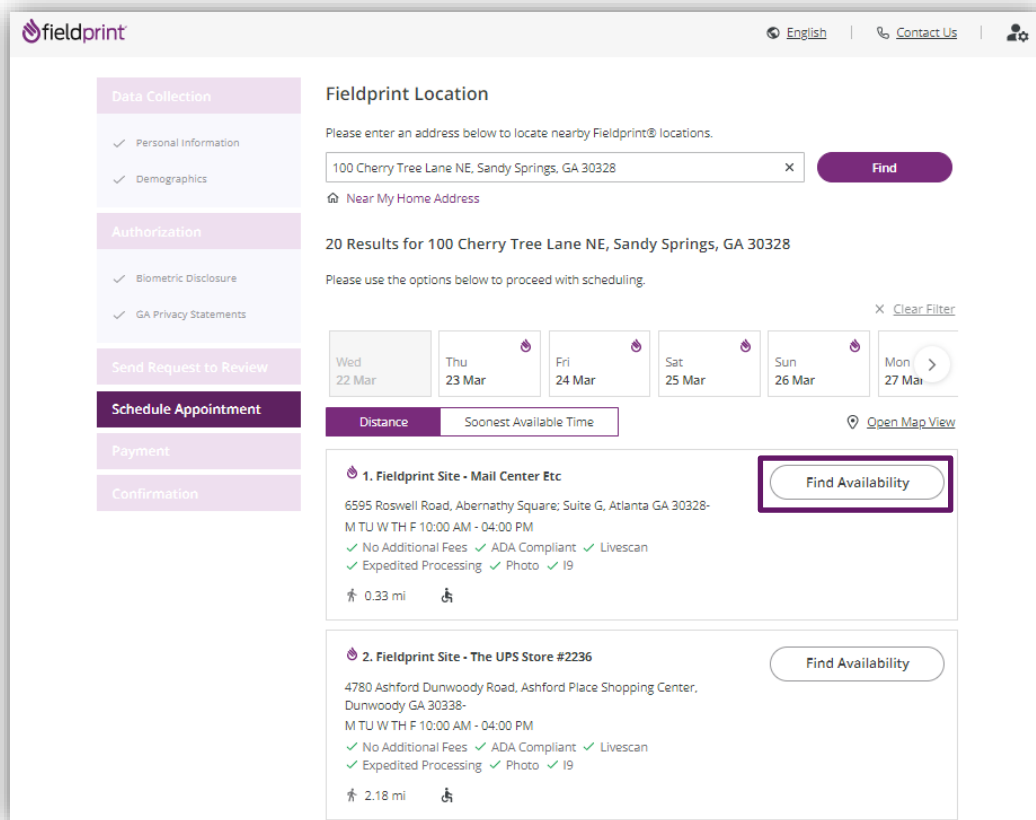 fieldprint
English
Contact Us
Data Collection
Personal Information
Demographics
Authorization
Biometric Disclosure
GA Privacy Statements
Send Request to Review
Schedule Appointment
Payment
Confirmation
Fieldprint Location
Please enter an address below to locate nearby Fieldprint® locations.
100 Cherry Tree Lane NE, Sandy Springs, GA 30328
Find
Near My Home Address
20 Results for 100 Cherry Tree Lane NE, Sandy Springs, GA 30328
Please use the options below to proceed with scheduling.
Clear Filter
Wed
22 Mar
Thu
23 Mar
Fri
24 Mar
Sat
25 Mar
Sun
26 Mar
Mon
27 Mar
Distance
Soonest Available Time
Open Map View
1. Fieldprint Site - Mail Center Etc
Find Availability
6595 Roswell Road, Abernathy Square; Suite G, Atlanta GA 30328-
M TU W TH F 10:00 AM - 04:00 PM
No Additional Fees ADA Compliant Livescan
Expedited Processing Photo I9
0.33 mi
2. Fieldprint Site - The UPS Store #2236
Find Availability
4780 Ashford Dunwoody Road, Ashford Place Shopping Center,
Dunwoody GA 30338-
M TU W TH F 10:00 AM - 04:00 PM
No Additional Fees ADA Compliant Livescan
Expedited Processing Photo I9
2.18 mi